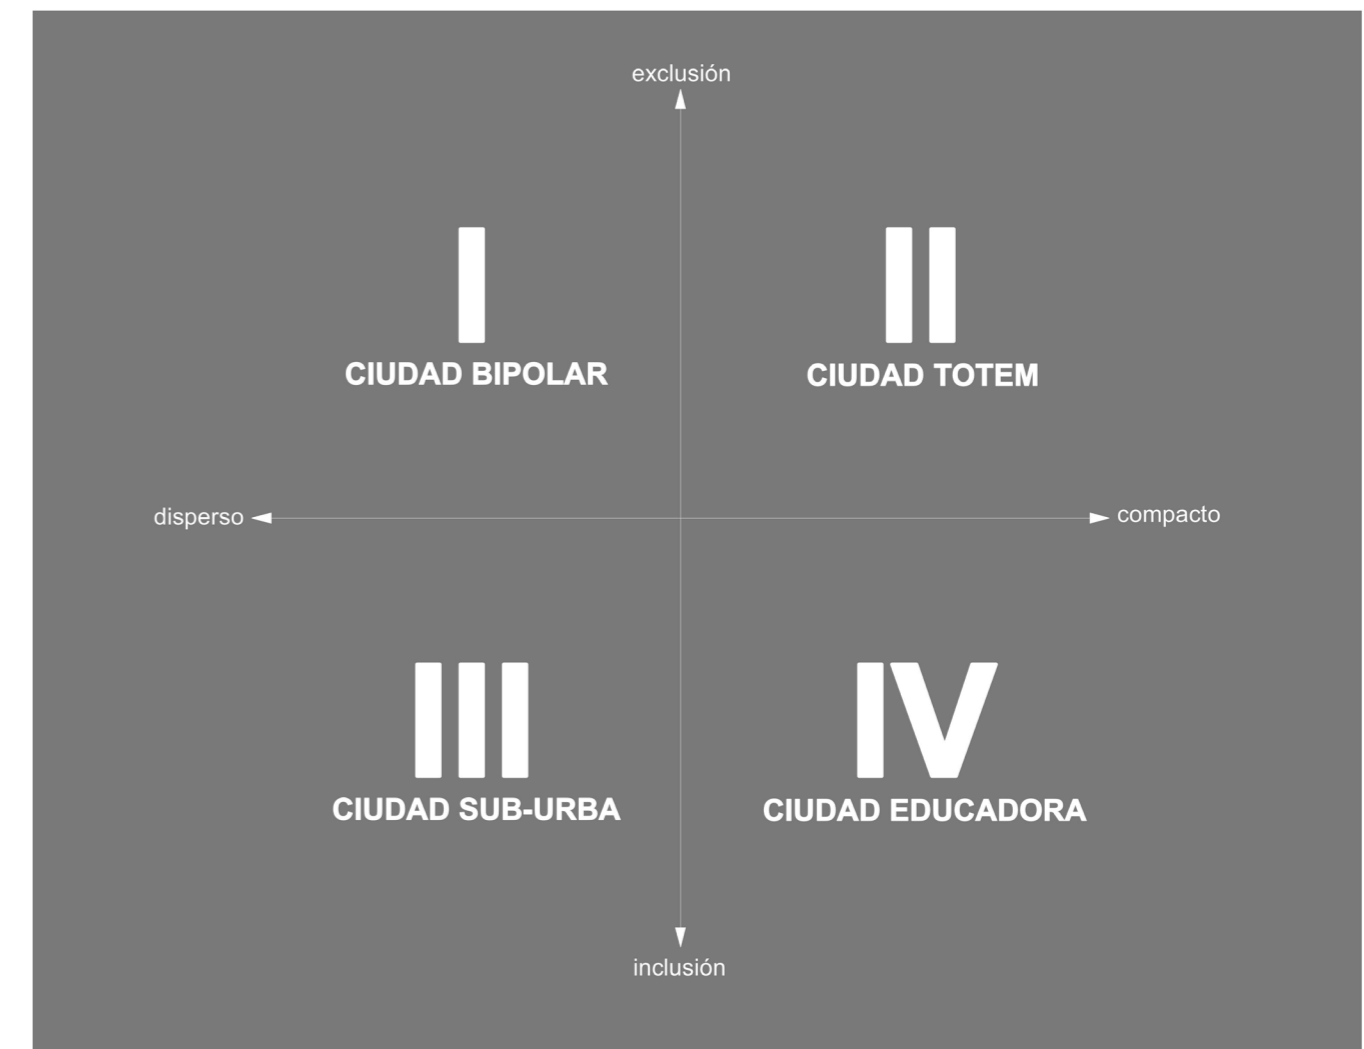 exclusión
I
II
CIUDAD BIPOLAR
CIUDAD TOTEM
disperso
compacto
III
IV
CIUDAD SUB-URBA
CIUDAD EDUCADORA
inclusión